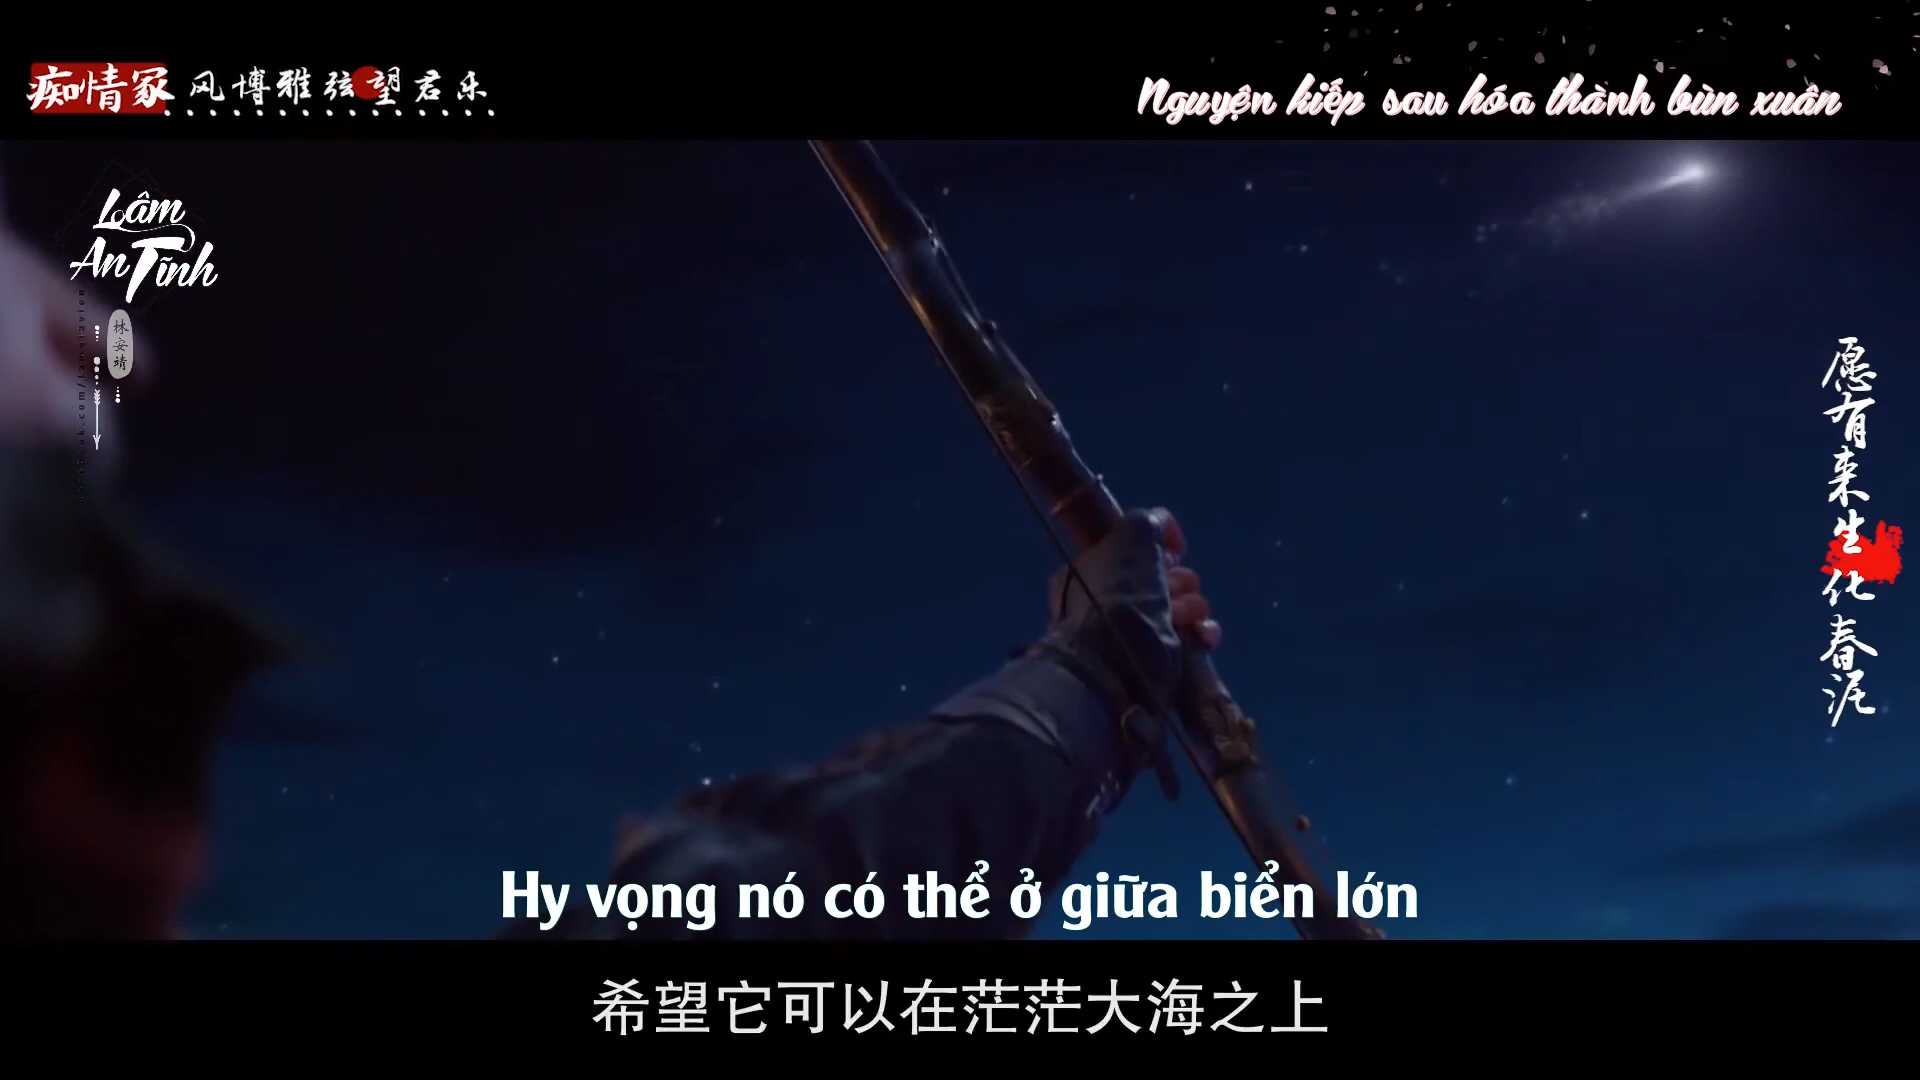 痴情冢 风博雅弦望君乐
Nguyện kiếp sau hóa thành bùn xuân
Lâm
An Tĩnh
林安靖
愿有来生化春泥
Hy vọng nó có thể ở giữa biển lớn
希望它可以在茫茫大海之上